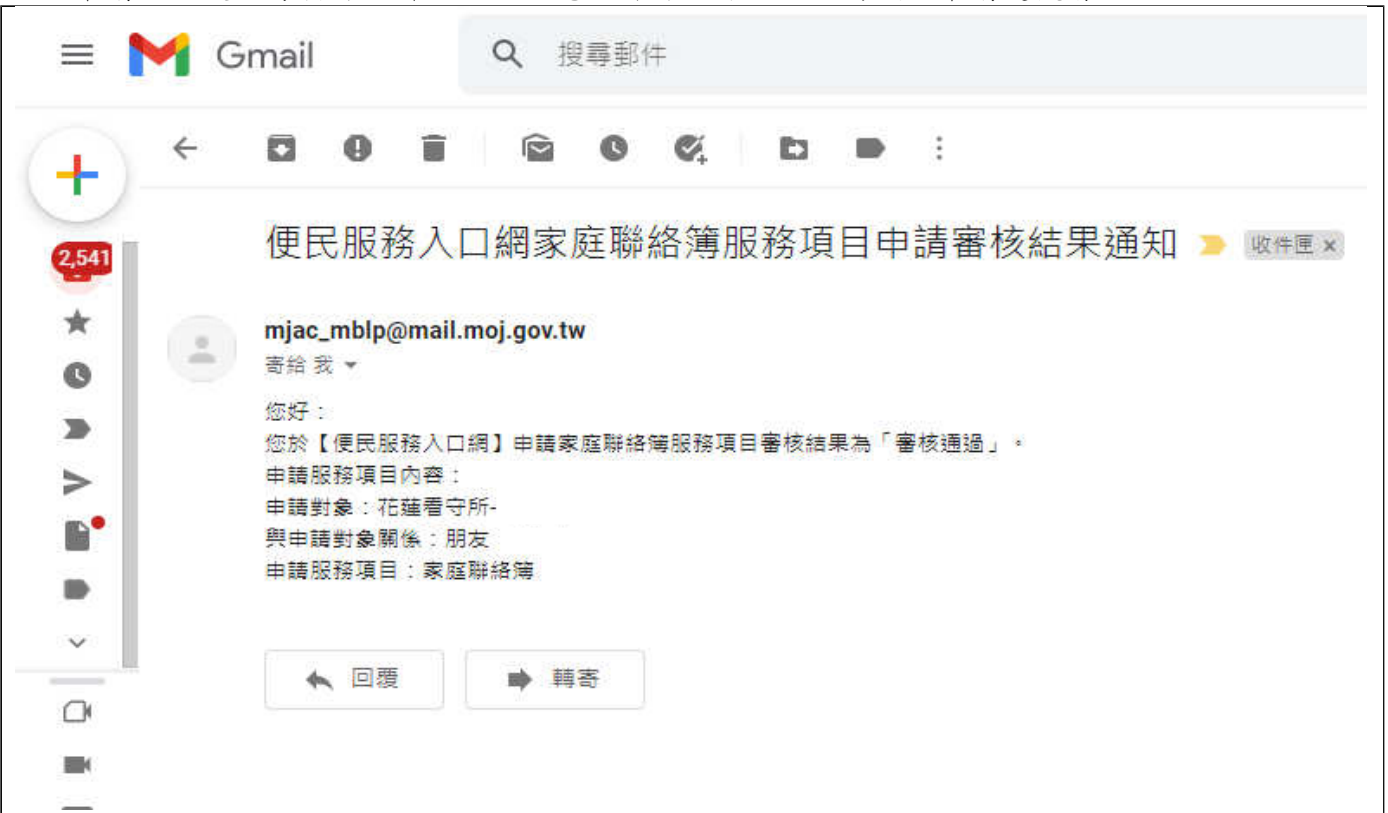 Gmail
搜尋郵件
便民服務入口網家庭聯絡簿服務項目申請審核結果通知
收件匣 x
2,541
mjac_mblp@mail.moj.gov.tw
寄給 我
您好：
您於【便民服務入口網】申請家庭聯絡簿服務項目審核結果為「審核通過」。
申請服務項目內容：
申請對象：花蓮看守所-
與申請對象關係：朋友
申請服務項目：家庭聯絡簿
回覆
轉寄